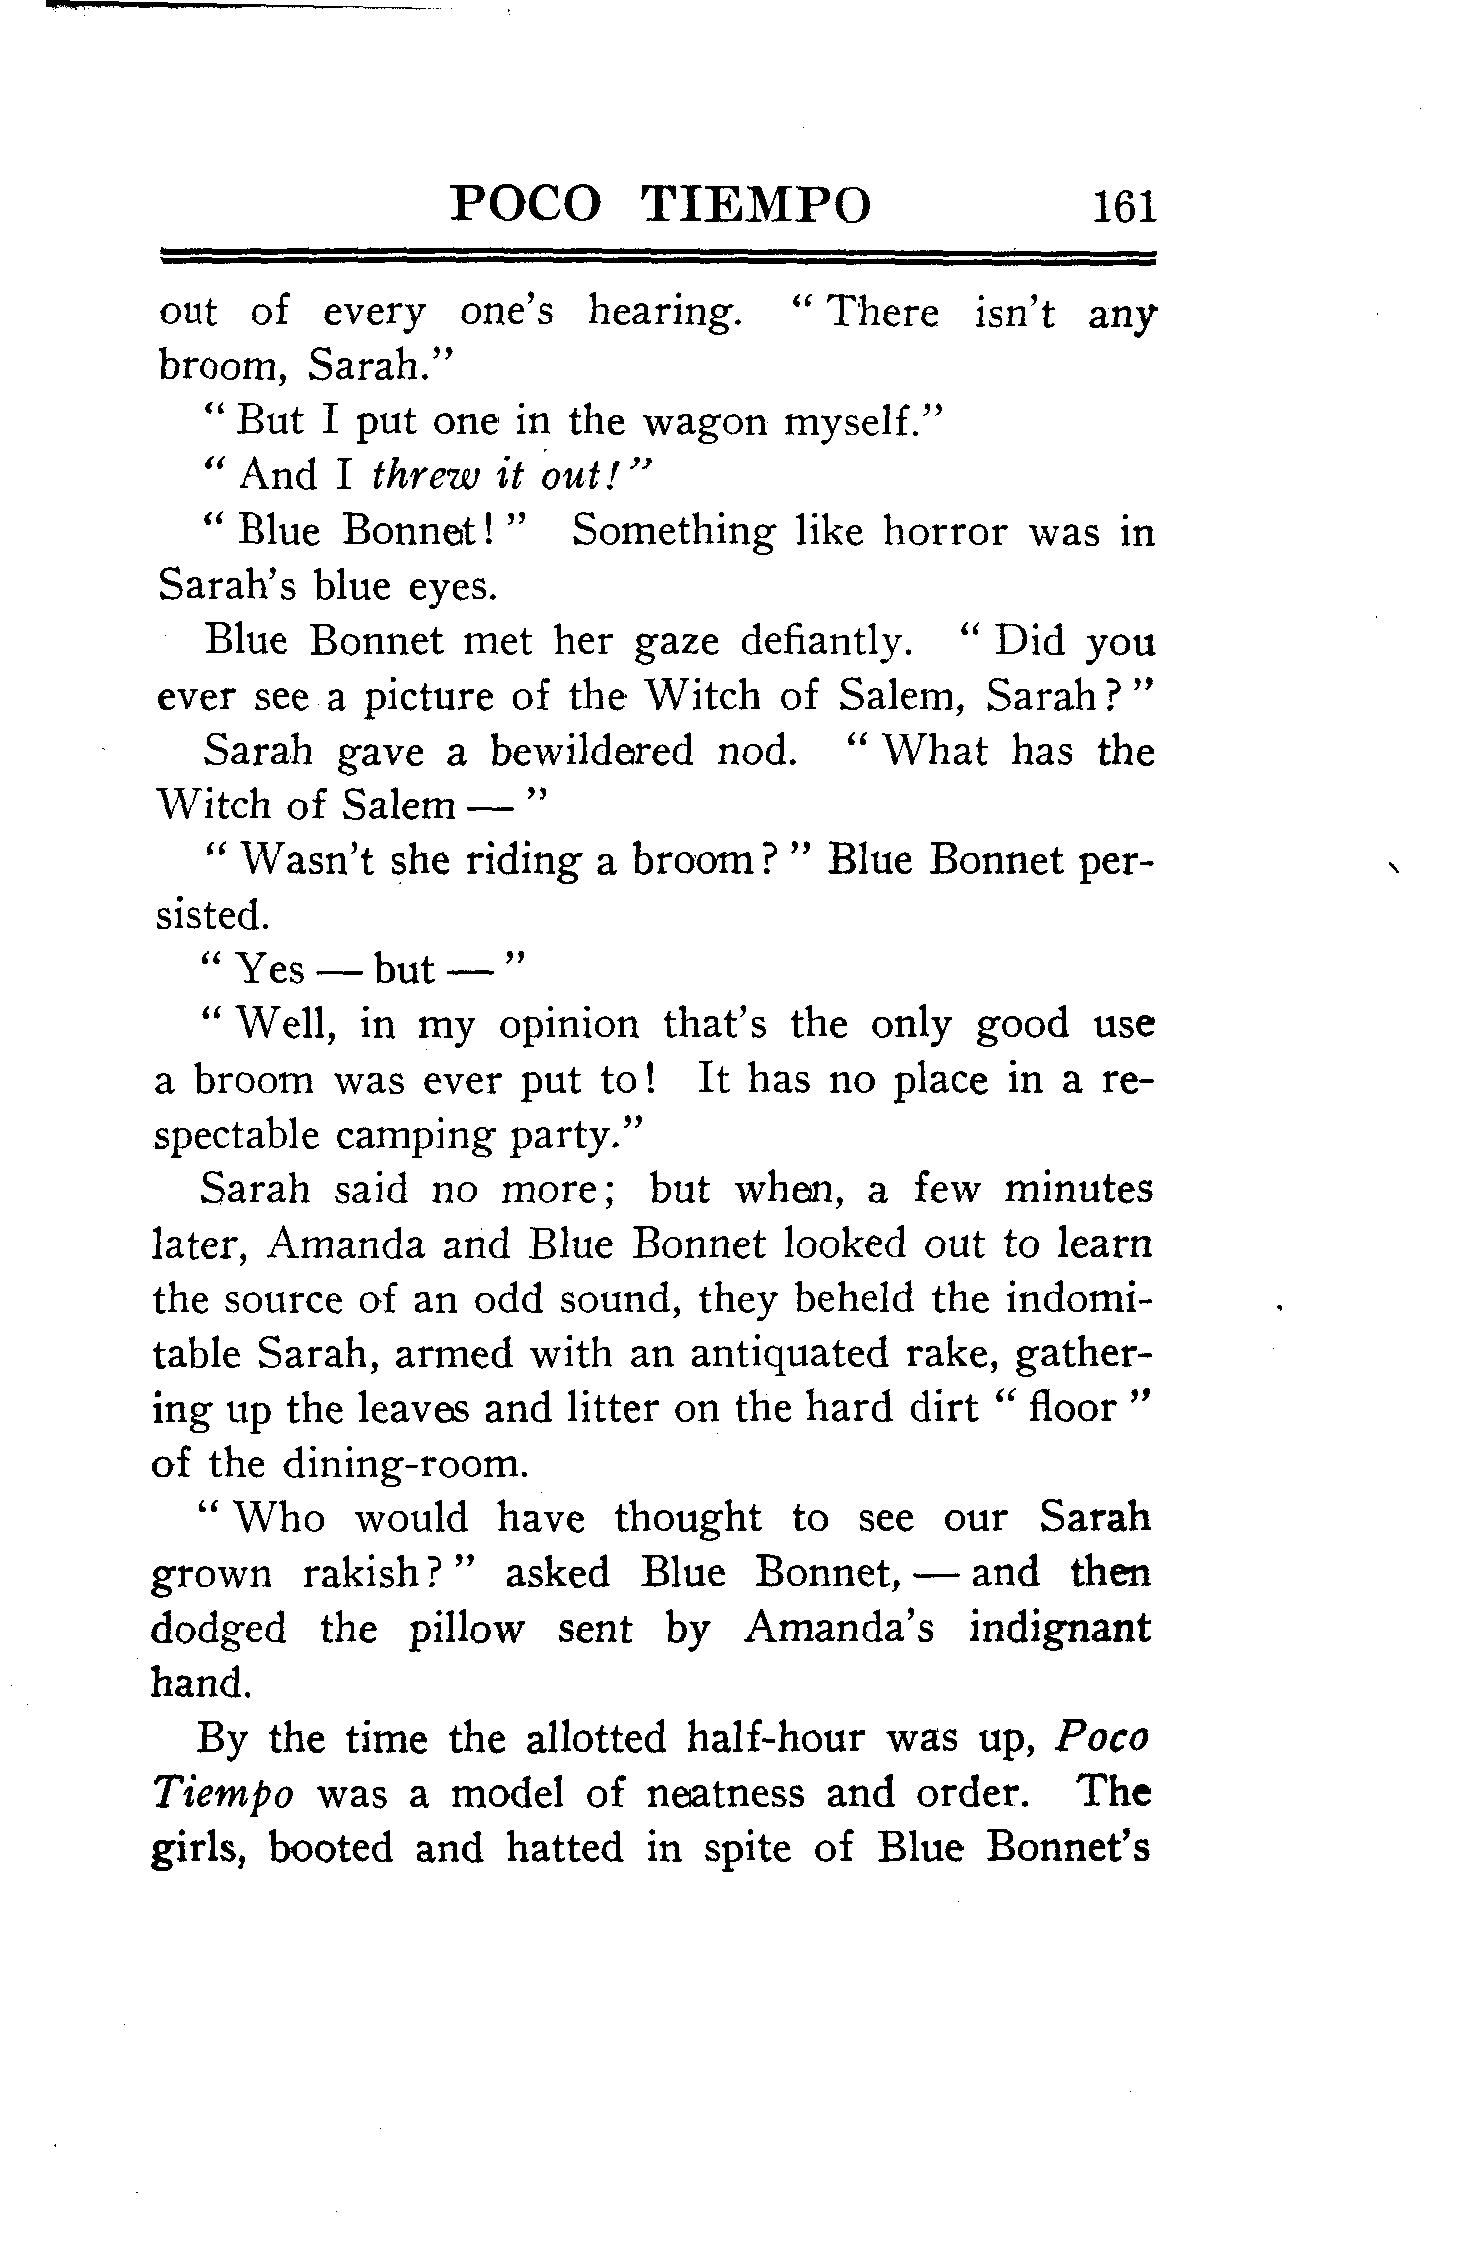 POCO TIEMPO 161
out of every one's hearing. " There isn't any
broom, Sarah."
" But I put one in the wagon myself."
" And I threw it out! "
" Blue Bonnet! " Something like horror was in
Sarah's blue eyes.
Blue Bonnet met her gaze defiantly. " Did you
ever see a picture of the Witch of Salem, Sarah? "
Sarah gave a bewildered nod. " What has the
Witch of Salem — "
" Wasn't she riding a broom? " Blue Bonnet per-
sisted.
" Yes — but — "
" Well, in my opinion that's the only good use
a broom was ever put to! It has no place in a re-
spectable camping party."
Sarah said no more; but when, a few minutes
later, Amanda and Blue Bonnet looked out to learn
the source of an odd sound, they beheld the indomi-
table Sarah, armed with an antiquated rake, gather-
ing up the leaves and litter on the hard dirt " floor "
of the dining-room.
" Who would have thought to see our Sarah
grown rakish? " asked Blue Bonnet, — and then
dodged the pillow sent by Amanda's indignant
hand.
By the time the allotted half-hour was up, Poco
Tiempo was a model of neatness and order. The
girls, booted and hatted in spite of Blue Bonnet's